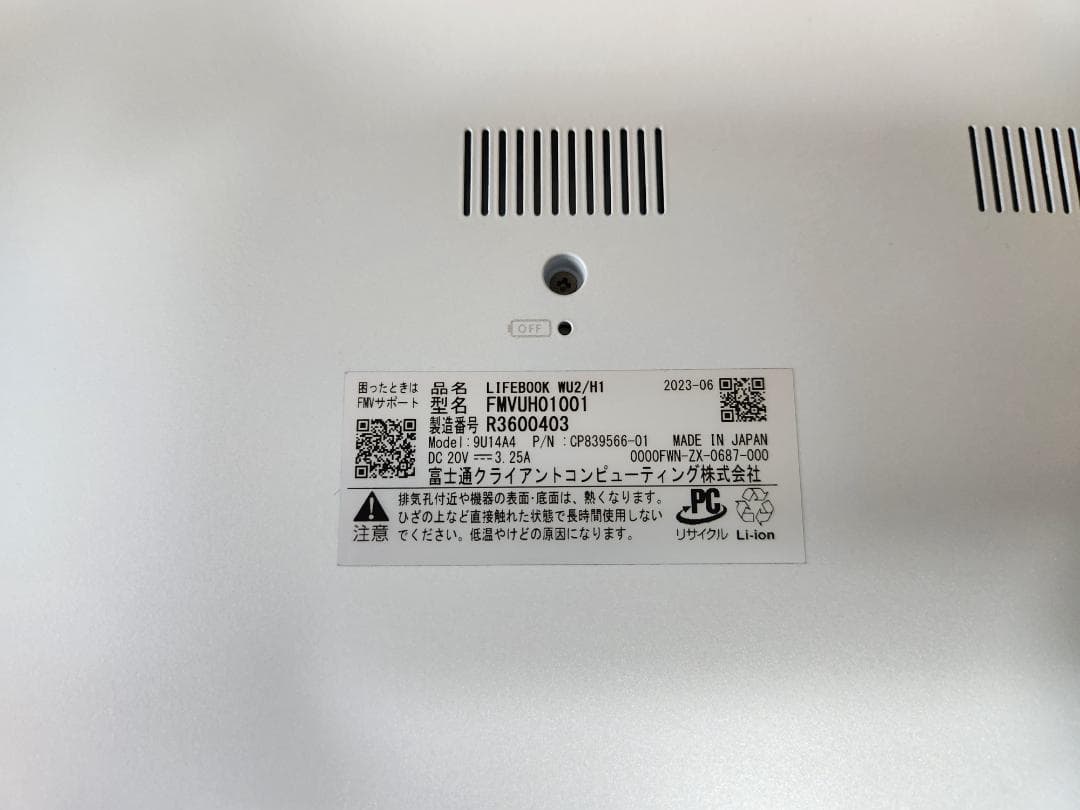 OFF
困ったときは
FMVサポート
品名 LIFEBOOK WU2/H1 2023-06
型名 FMVUH01001
製造番号 R3600403
Model:9U14A4 P/N :CP839566-01 MADE IN JAPAN
DC 20V⎓3.25A 0000FWN-ZX-0687-000
富士通クライアントコンピューティング株式会社
注意
排気孔付近や機器の表面・底面は、熱くなります。
ひざの上など直接触れた状態で長時間使用しない
でください。低温やけどの原因になります。
PC
リサイクル
Li-ion